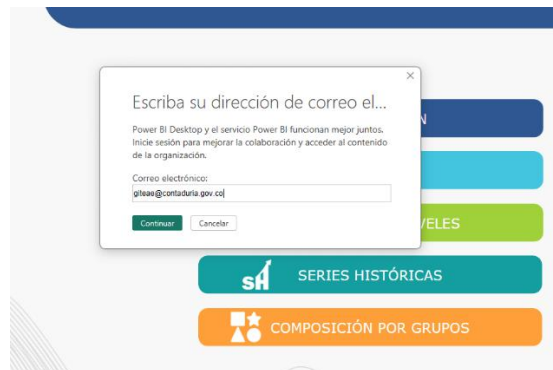 Escriba su dirección de correo el...
Power BI Desktop y el servicio Power BI funcionan mejor juntos.
Inicie sesión para mejorar la colaboración y acceder al contenido
de la organización.
Correo electrónico:
giteae@contaduria.gov.co
Continuar Cancelar
N
VELES
SH SERIES HISTÓRICAS
COMPOSICIÓN POR GRUPOS